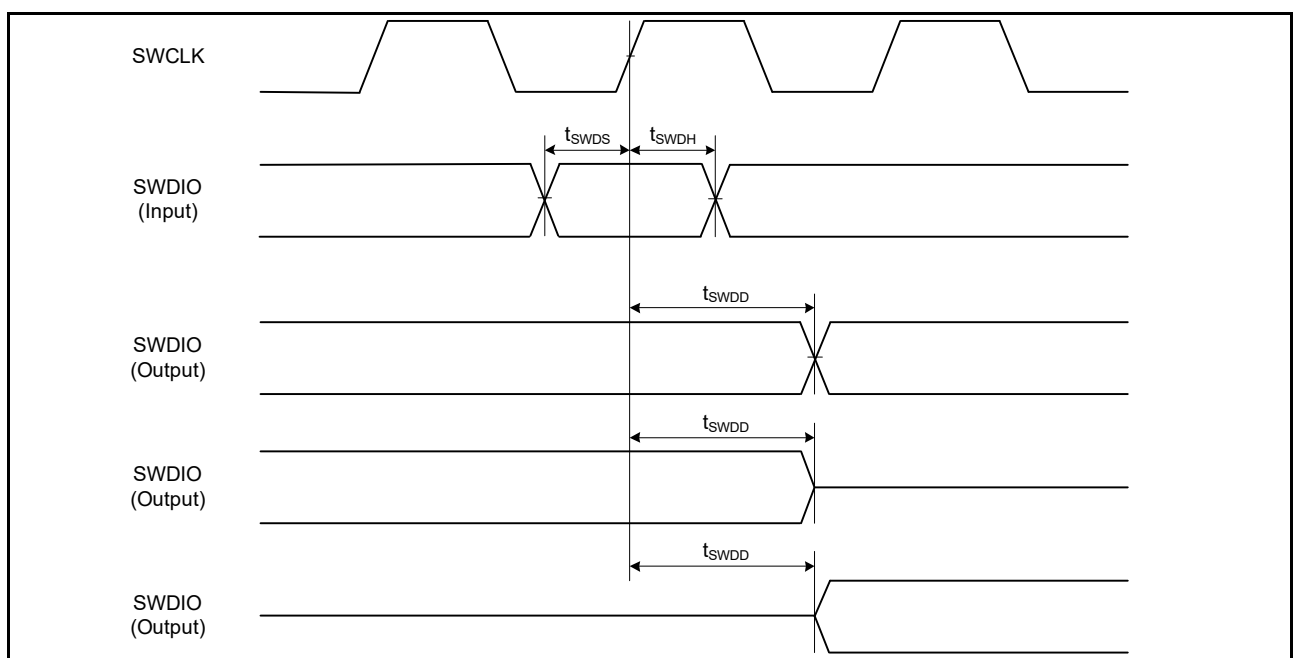 SWCLK
tSWDS
tSWDH
SWDIO
(Input)
tSWDD
SWDIO
(Output)
tSWDD
SWDIO
(Output)
tSWDD
SWDIO
(Output)